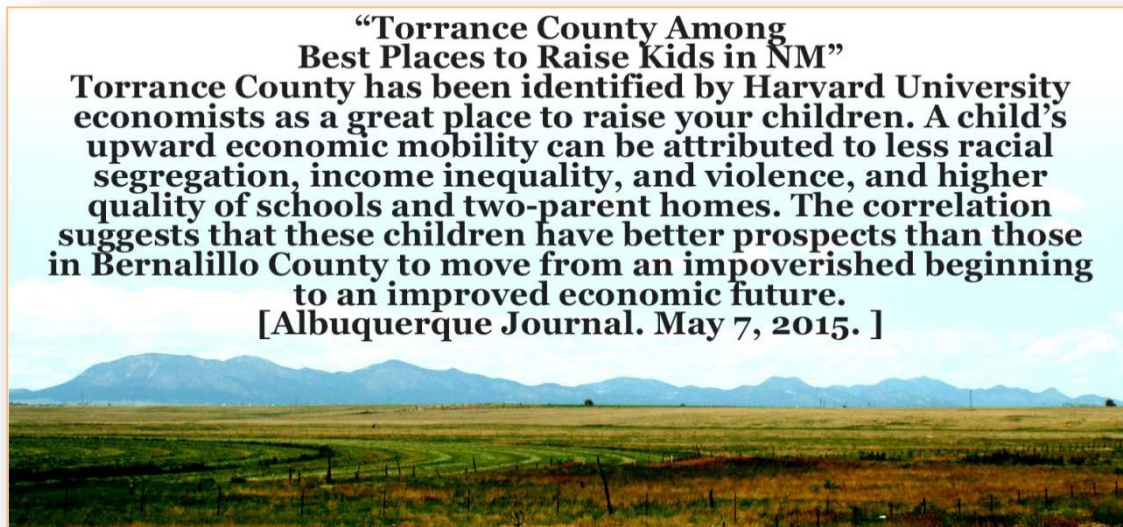 “Torrance County Among
Best Places to Raise Kids in NM”
Torrance County has been identified by Harvard University
economists as a great place to raise your children. A child’s
upward economic mobility can be attributed to less racial
segregation, income inequality, and violence, and higher
quality of schools and two-parent homes. The correlation
suggests that these children have better prospects than those
in Bernalillo County to move from an impoverished beginning
to an improved economic future.
[Albuquerque Journal. May 7, 2015. ]